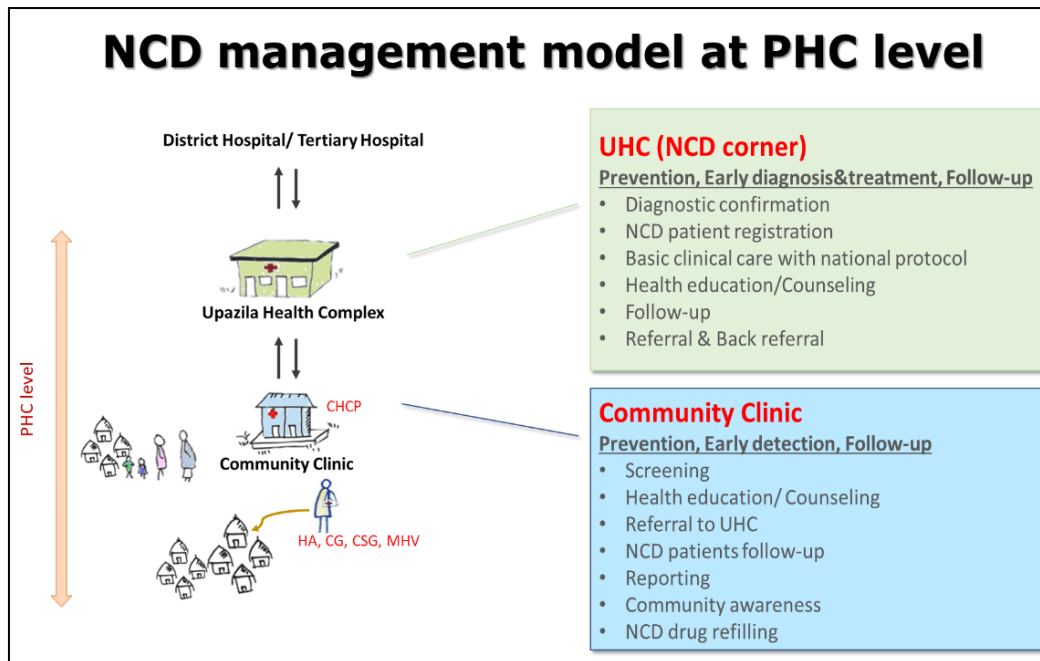 NCD management model at PHC level
District Hospital/ Tertiary Hospital
Upazila Health Complex
PHC level
CHCP
Community Clinic
HA, CG, CSG, MHV
UHC (NCD corner)
Prevention, Early diagnosis&treatment, Follow-up
• Diagnostic confirmation
• NCD patient registration
• Basic clinical care with national protocol
• Health education/Counseling
• Follow-up
• Referral & Back referral
Community Clinic
Prevention, Early detection, Follow-up
• Screening
• Health education/ Counseling
• Referral to UHC
• NCD patients follow-up
• Reporting
• Community awareness
• NCD drug refilling